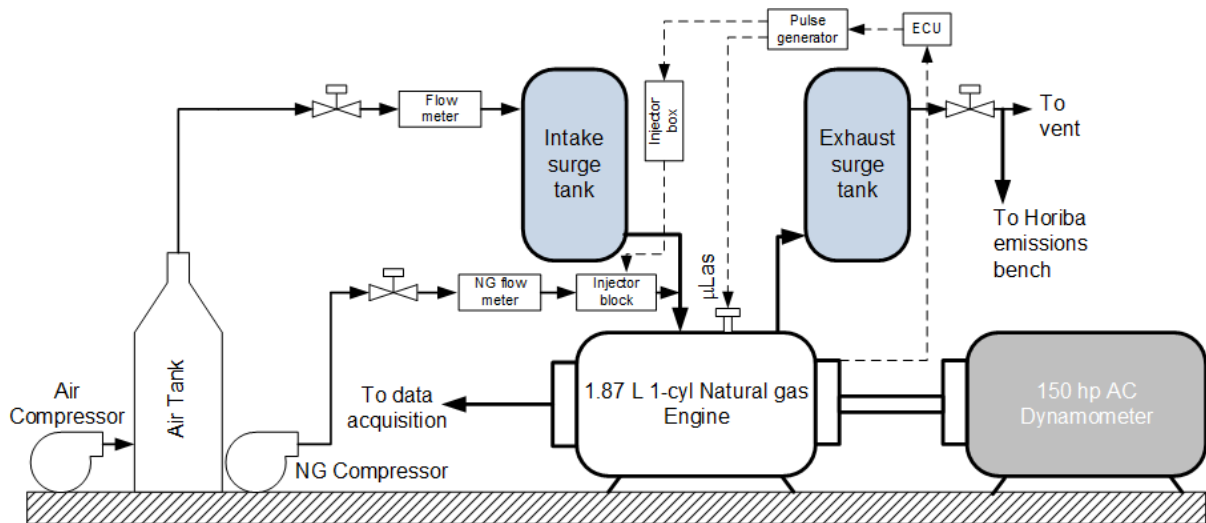 Pulse
generator
ECU
Flow
meter
Injector
box
Intake
surge
tank
Exhaust
surge
tank
To
vent
To Horiba
emissions
bench
μLas
NG flow
meter
Injector
block
Air
Compressor
Air Tank
NG Compressor
To data
acquisition
1.87 L 1-cyl Natural gas
Engine
150 hp AC
Dynamometer